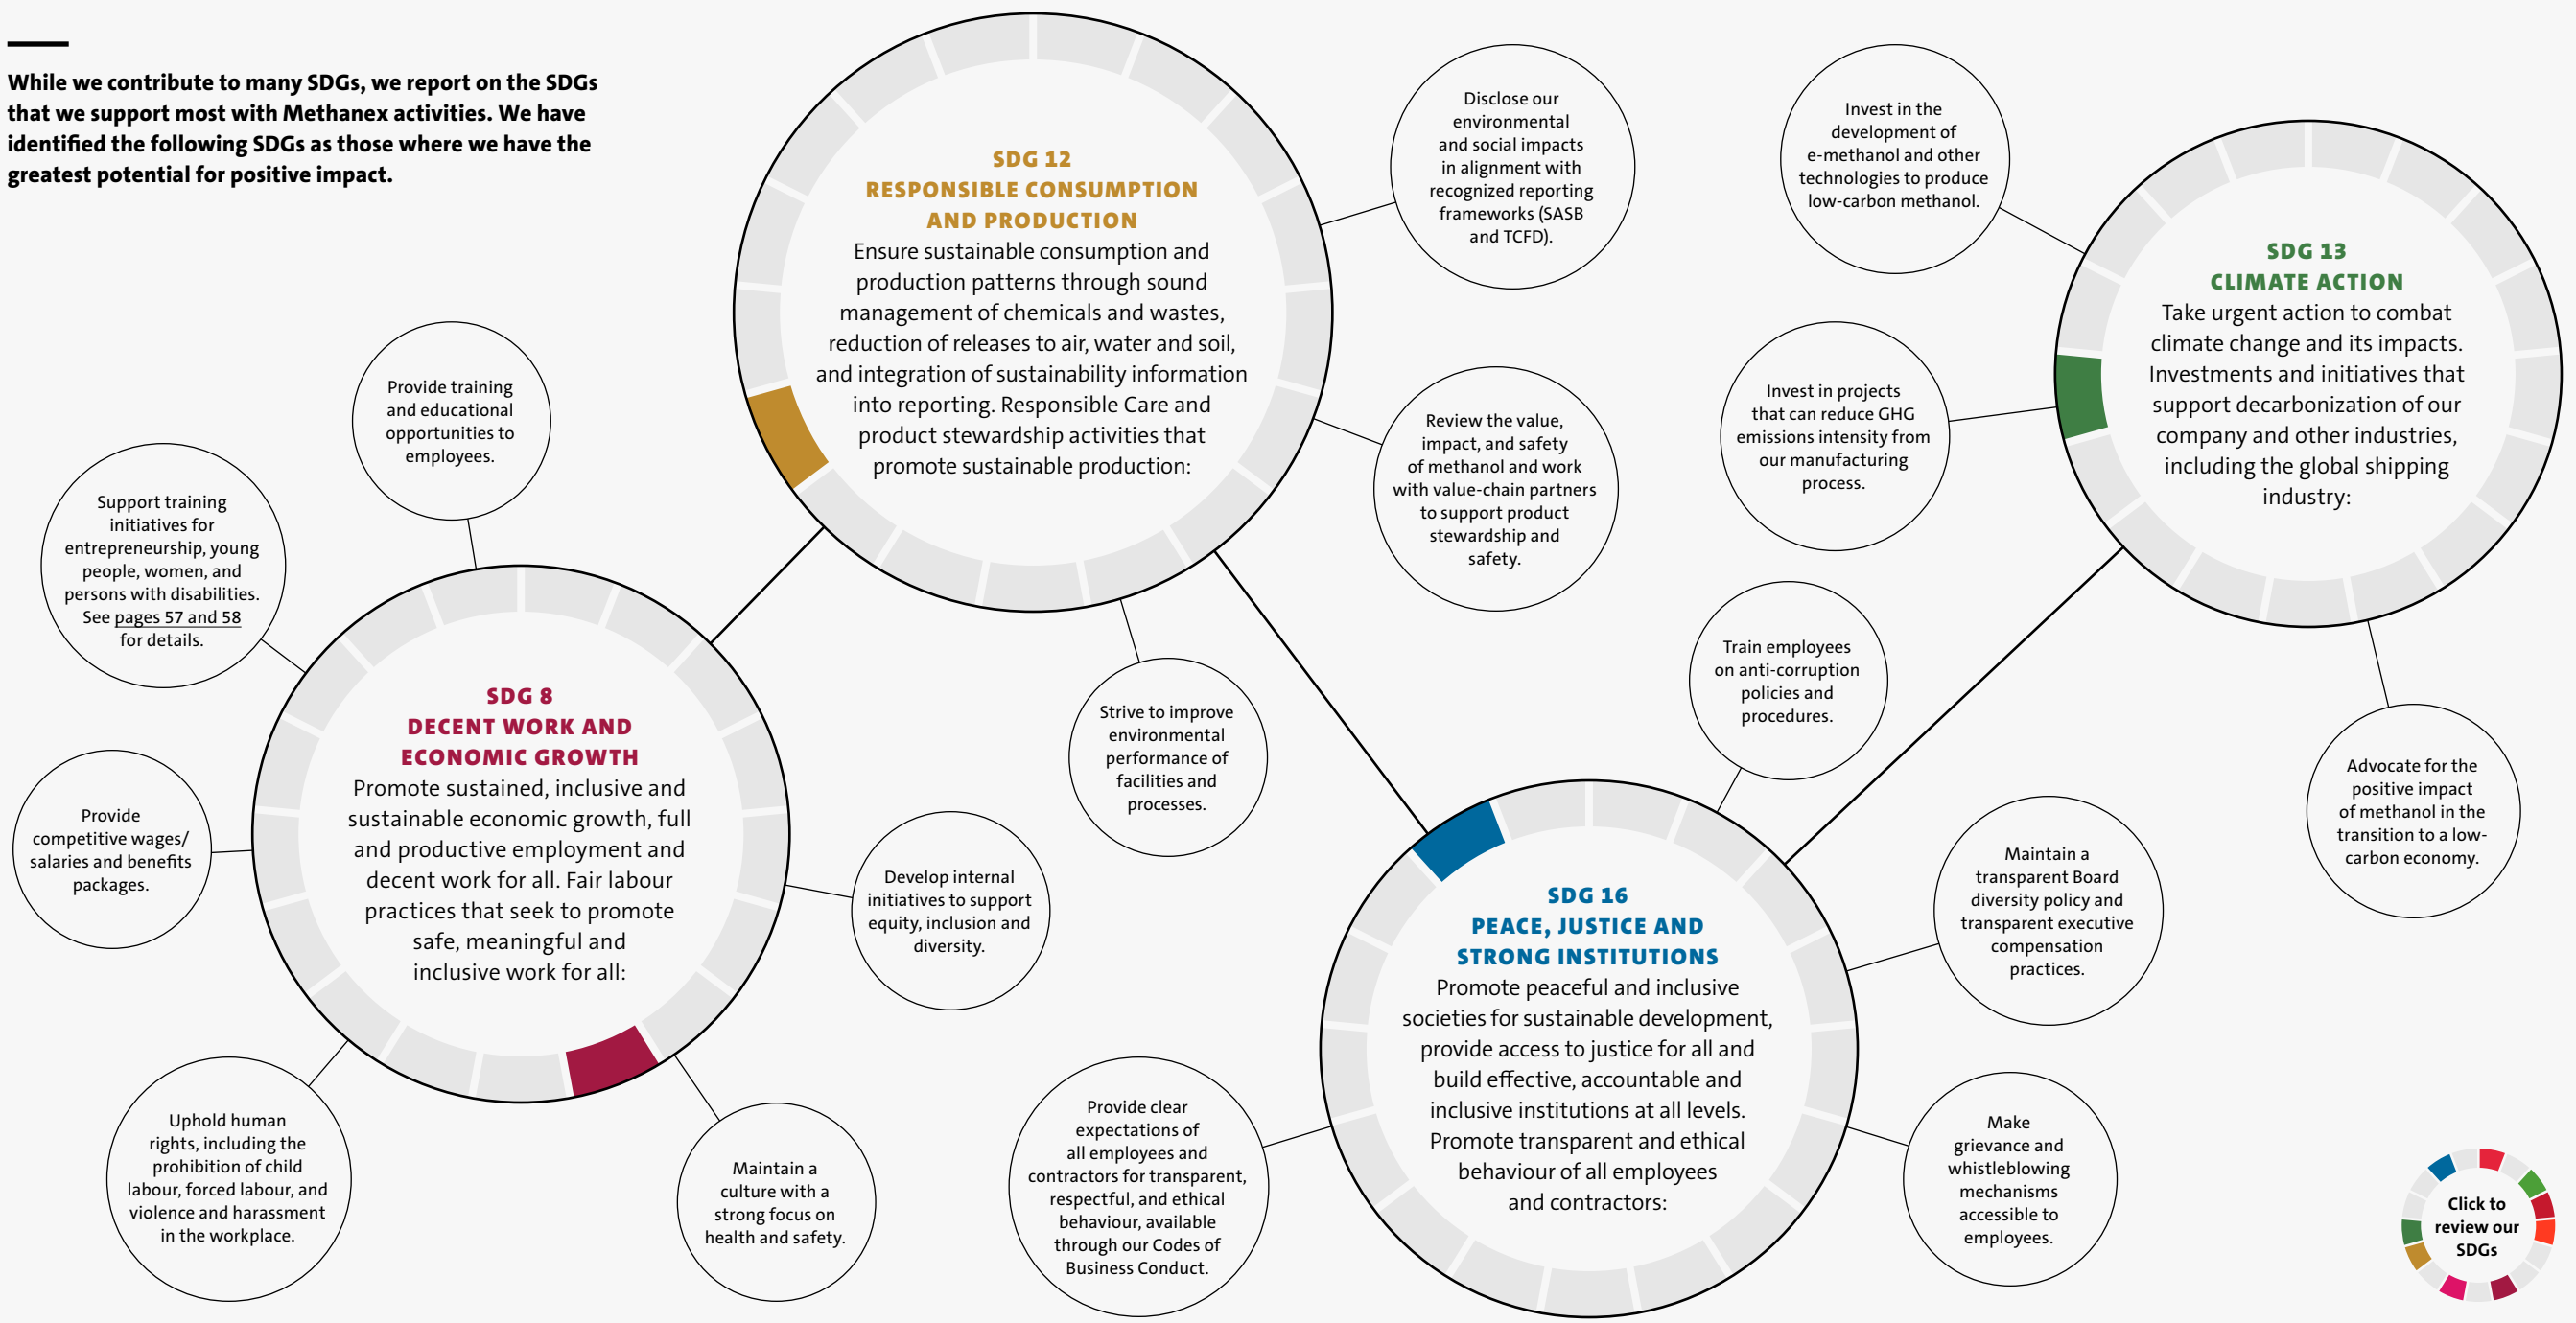 While we contribute to many SDGs, we report on the SDGs
that we support most with Methanex activities. We have
identified the following SDGs as those where we have the
greatest potential for positive impact.
SDG 12
RESPONSIBLE CONSUMPTION
AND PRODUCTION
Ensure sustainable consumption and
production patterns through sound
management of chemicals and wastes,
reduction of releases to air, water and soil,
and integration of sustainability information
into reporting. Responsible Care and
product stewardship activities that
promote sustainable production:
Disclose our
environmental
and social impacts
in alignment with
recognized reporting
frameworks (SASB
and TCFD).
Review the value,
impact, and safety
of methanol and work
with value-chain partners
to support product
stewardship and
safety.
Strive to improve
environmental
performance of
facilities and
processes.
SDG 13
CLIMATE ACTION
Take urgent action to combat
climate change and its impacts.
Investments and initiatives that
support decarbonization of our
company and other industries,
including the global shipping
industry:
Invest in the
development of
e-methanol and other
technologies to produce
low-carbon methanol.
Invest in projects
that can reduce GHG
emissions intensity from
our manufacturing
process.
Advocate for the
positive impact
of methanol in the
transition to a low-
carbon economy.
SDG 8
DECENT WORK AND
ECONOMIC GROWTH
Promote sustained, inclusive and
sustainable economic growth, full
and productive employment and
decent work for all. Fair labour
practices that seek to promote
safe, meaningful and
inclusive work for all:
Provide training
and educational
opportunities to
employees.
Support training
initiatives for
entrepreneurship, young
people, women, and
persons with disabilities.
See pages 57 and 58
for details.
Provide
competitive wages/
salaries and benefits
packages.
Uphold human
rights, including the
prohibition of child
labour, forced labour, and
violence and harassment
in the workplace.
Maintain a
culture with a
strong focus on
health and safety.
Develop internal
initiatives to support
equity, inclusion and
diversity.
SDG 16
PEACE, JUSTICE AND
STRONG INSTITUTIONS
Promote peaceful and inclusive
societies for sustainable development,
provide access to justice for all and
build effective, accountable and
inclusive institutions at all levels.
Promote transparent and ethical
behaviour of all employees
and contractors:
Train employees
on anti-corruption
policies and
procedures.
Maintain a
transparent Board
diversity policy and
transparent executive
compensation
practices.
Make
grievance and
whistleblowing
mechanisms
accessible to
employees.
Provide clear
expectations of
all employees and
contractors for transparent,
respectful, and ethical
behaviour, available
through our Codes of
Business Conduct.
Click to
review our
SDGs